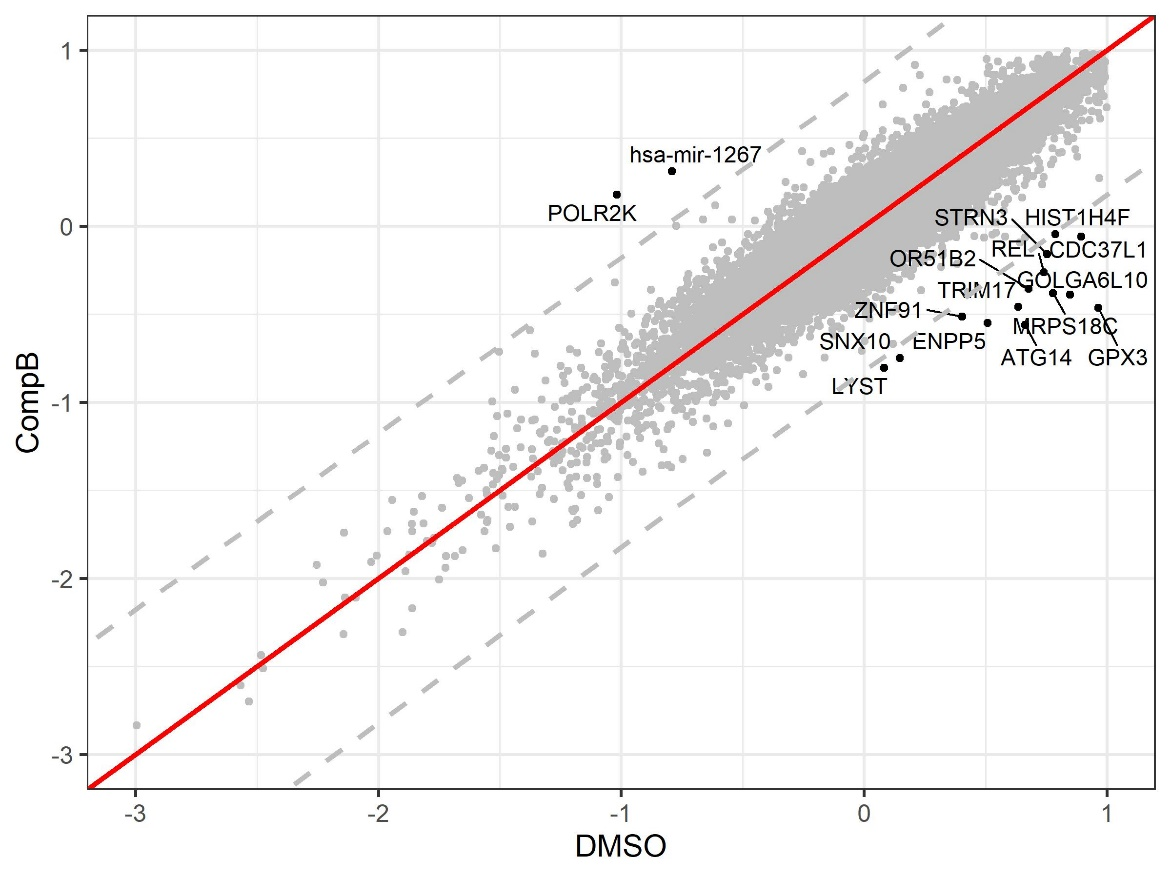 1
0
-1
-2
-3
CompB
hsa-mir-1267
POLR2K
STRN3
HIST1H4F
REL
CDC37L1
OR51B2
GOLGA6L10
TRIM17
ZNF91
MRPS18C
SNX10
ENPP5
ATG14
GPX3
LYST
-3
-2
-1
0
1
DMSO